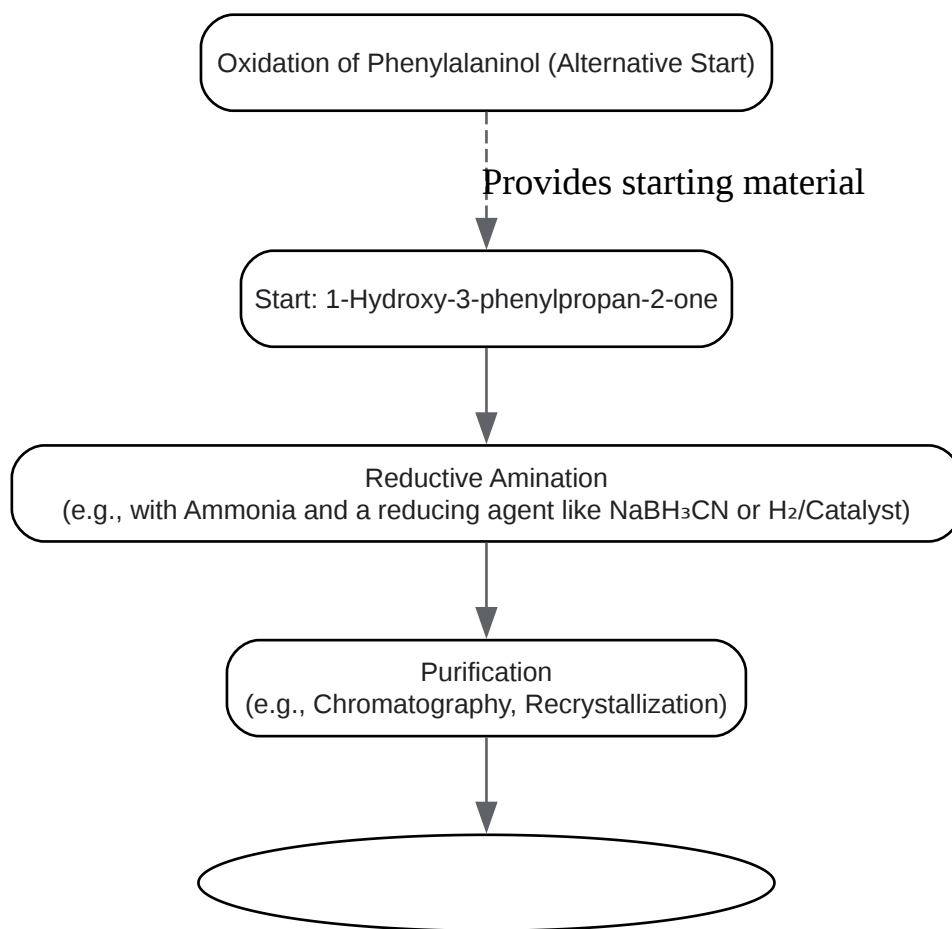 Oxidation of Phenylalaninol (Alternative Start)
Provides starting material
Start: 1-Hydroxy-3-phenylpropan-2-one
Reductive Amination
(e.g., with Ammonia and a reducing agent like NaBH₃CN or H₂/Catalyst)
Purification
(e.g., Chromatography, Recrystallization)